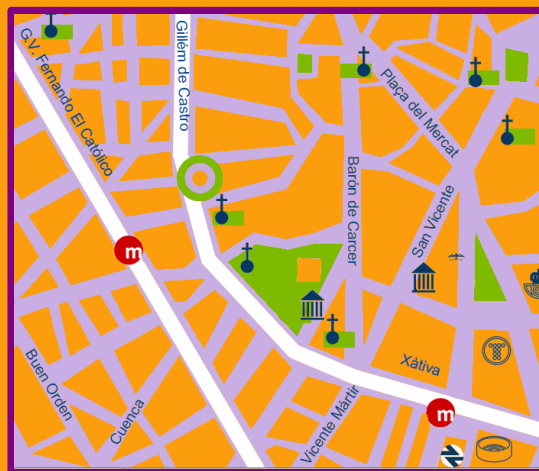 G.V. Fernando El Católico
Gillém de Castro
Plaça del Mercat
Barón de Carcer
San Vicente
m
Xàtiva
m
Buen Orden
Cuenca
Vicente Mártir